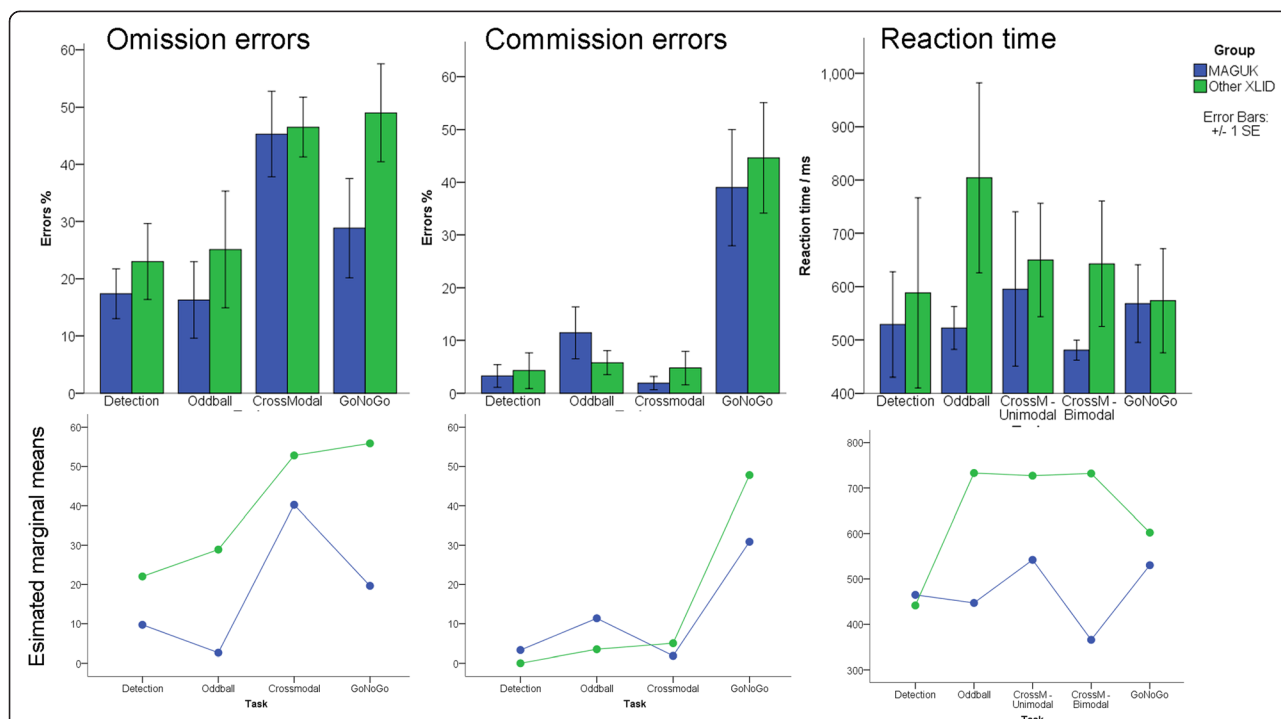 Omission errors
Commission errors
Reaction time
Group
MAGUK
Other XLID
Error Bars:
+/- 1 SE
Errors %
60
50
40
30
20
10
0
Detection
Oddball
CrossModal
GoNoGo
Errors %
60
50
40
30
20
10
0
Detection
Oddball
Crossmodal
GoNoGo
Reaction time / ms
1,000
900
800
700
600
500
400
Detection
Oddball
CrossM -
Unimodal
CrossM -
Bimodal
GoNoGo
Esimated marginal means
60
50
40
30
20
10
0
Detection
Oddball
Crossmodal
GoNoGo
Task
60
50
40
30
20
10
0
Detection
Oddball
Crossmodal
GoNoGo
Task
800
700
600
500
400
300
Detection
Oddball
CrossM -
Unimodal
CrossM -
Bimodal
GoNoGo